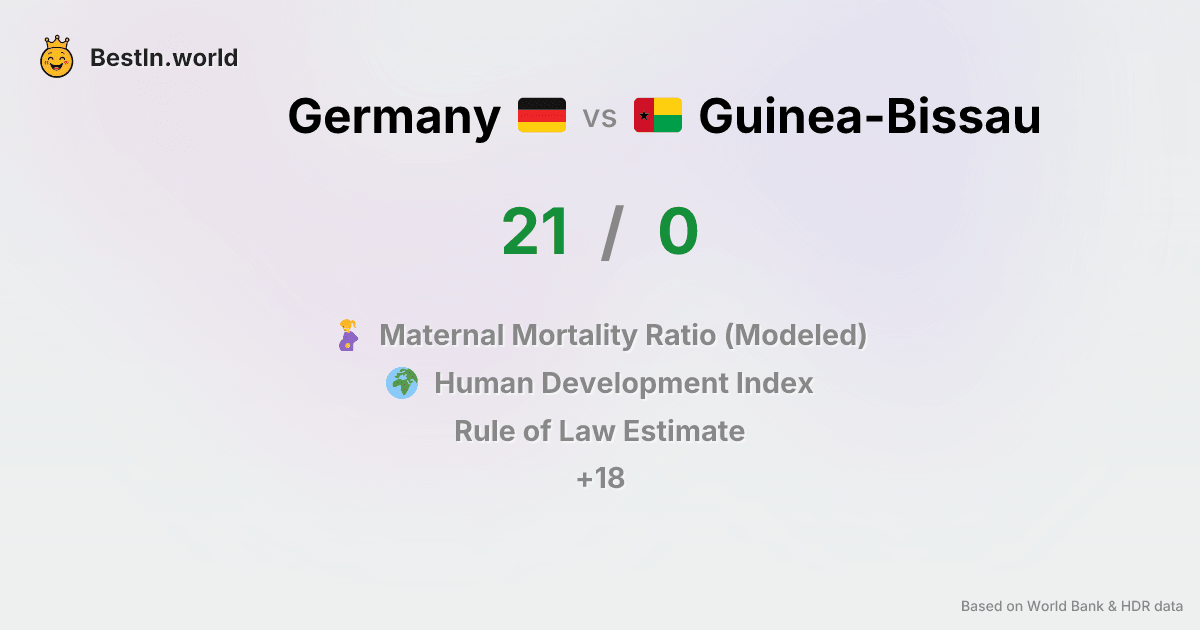 BestIn.world
Germany vs Guinea-Bissau
21 / 0
Maternal Mortality Ratio (Modeled)
Human Development Index
Rule of Law Estimate
+18
Based on World Bank & HDR data